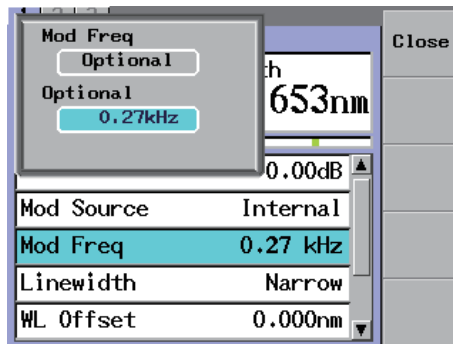 Mod Freq
Optional
Optional
0.27kHz
Close
th
653nm
0.00dB
Mod Source Internal
Mod Freq 0.27 kHz
Linewidth Narrow
WL Offset 0.000nm